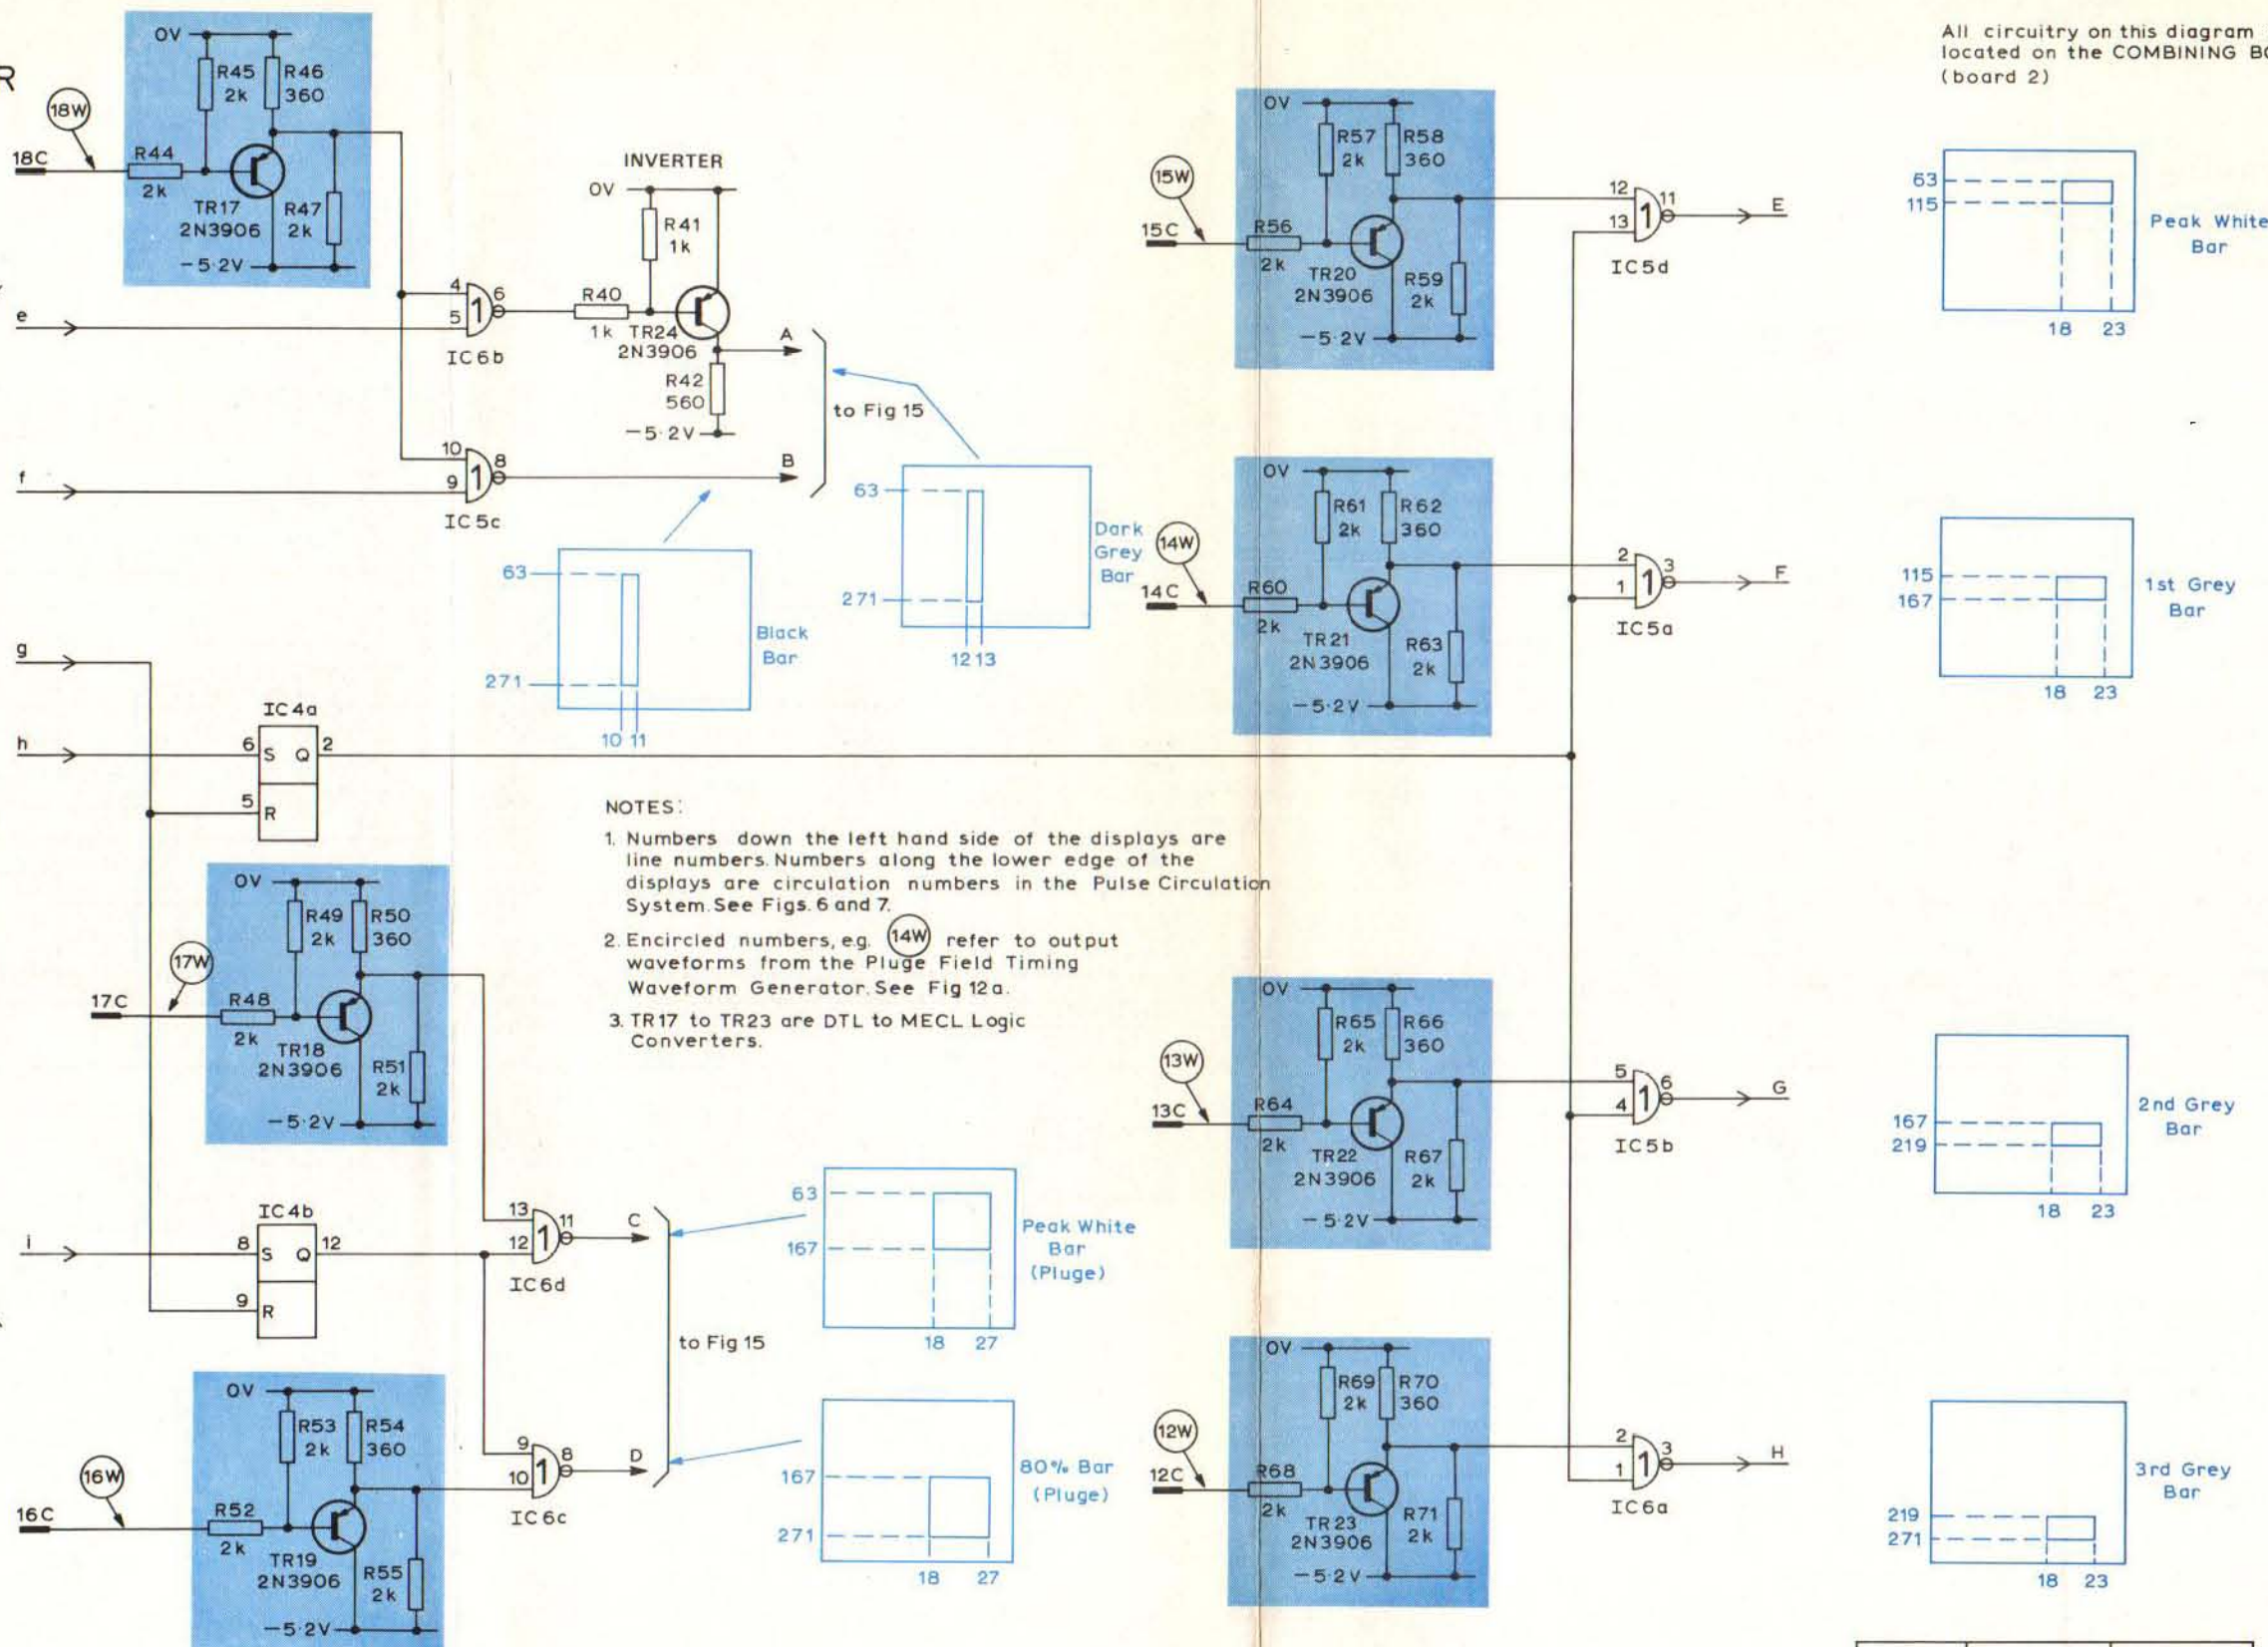 All circuitry on this diagram
located on the COMBINING
(board 2)
R
18W
18C
0V
R45
2k
R46
360
R44
2k
TR17
2N3906
R47
2k
-5·2V
e
4
5
6
IC6b
INVERTER
0V
R41
1k
R40
1k
TR24
2N3906
R42
560
-5·2V
A
B
to Fig 15
f
10
9
8
IC5c
63
271
10 11
Black
Bar
63
271
12 13
Dark
Grey
Bar
g
h
IC4a
6
S
Q
2
5
R
NOTES:
1. Numbers down the left hand side of the displays are
line numbers. Numbers along the lower edge of the
displays are circulation numbers in the Pulse Circulation
System. See Figs. 6 and 7.
2. Encircled numbers, e.g. 14W refer to output
waveforms from the Pluge Field Timing
Waveform Generator. See Fig 12a.
3. TR17 to TR23 are DTL to MECL Logic
Converters.
17W
17C
0V
R49
2k
R50
360
R48
2k
TR18
2N3906
R51
2k
-5·2V
i
IC4b
8
S
Q
12
9
R
13
12
11
IC6d
C
9
10
8
IC6c
D
to Fig 15
63
167
18 27
Peak White
Bar
(Pluge)
167
271
18 27
80% Bar
(Pluge)
16W
16C
0V
R53
2k
R54
360
R52
2k
TR19
2N3906
R55
2k
-5·2V
15W
15C
0V
R57
2k
R58
360
R56
2k
TR20
2N3906
R59
2k
-5·2V
12
13
11
IC5d
E
63
115
18 23
Peak White
Bar
14W
14C
0V
R61
2k
R62
360
R60
2k
TR21
2N3906
R63
2k
-5·2V
2
1
3
IC5a
F
115
167
18 23
1st Grey
Bar
13W
13C
0V
R65
2k
R66
360
R64
2k
TR22
2N3906
R67
2k
-5·2V
5
4
6
IC5b
G
167
219
18 23
2nd Grey
Bar
12W
12C
0V
R69
2k
R70
360
R68
2k
TR23
2N3906
R71
2k
-5·2V
2
1
3
IC6a
H
219
271
18 23
3rd Grey
Bar